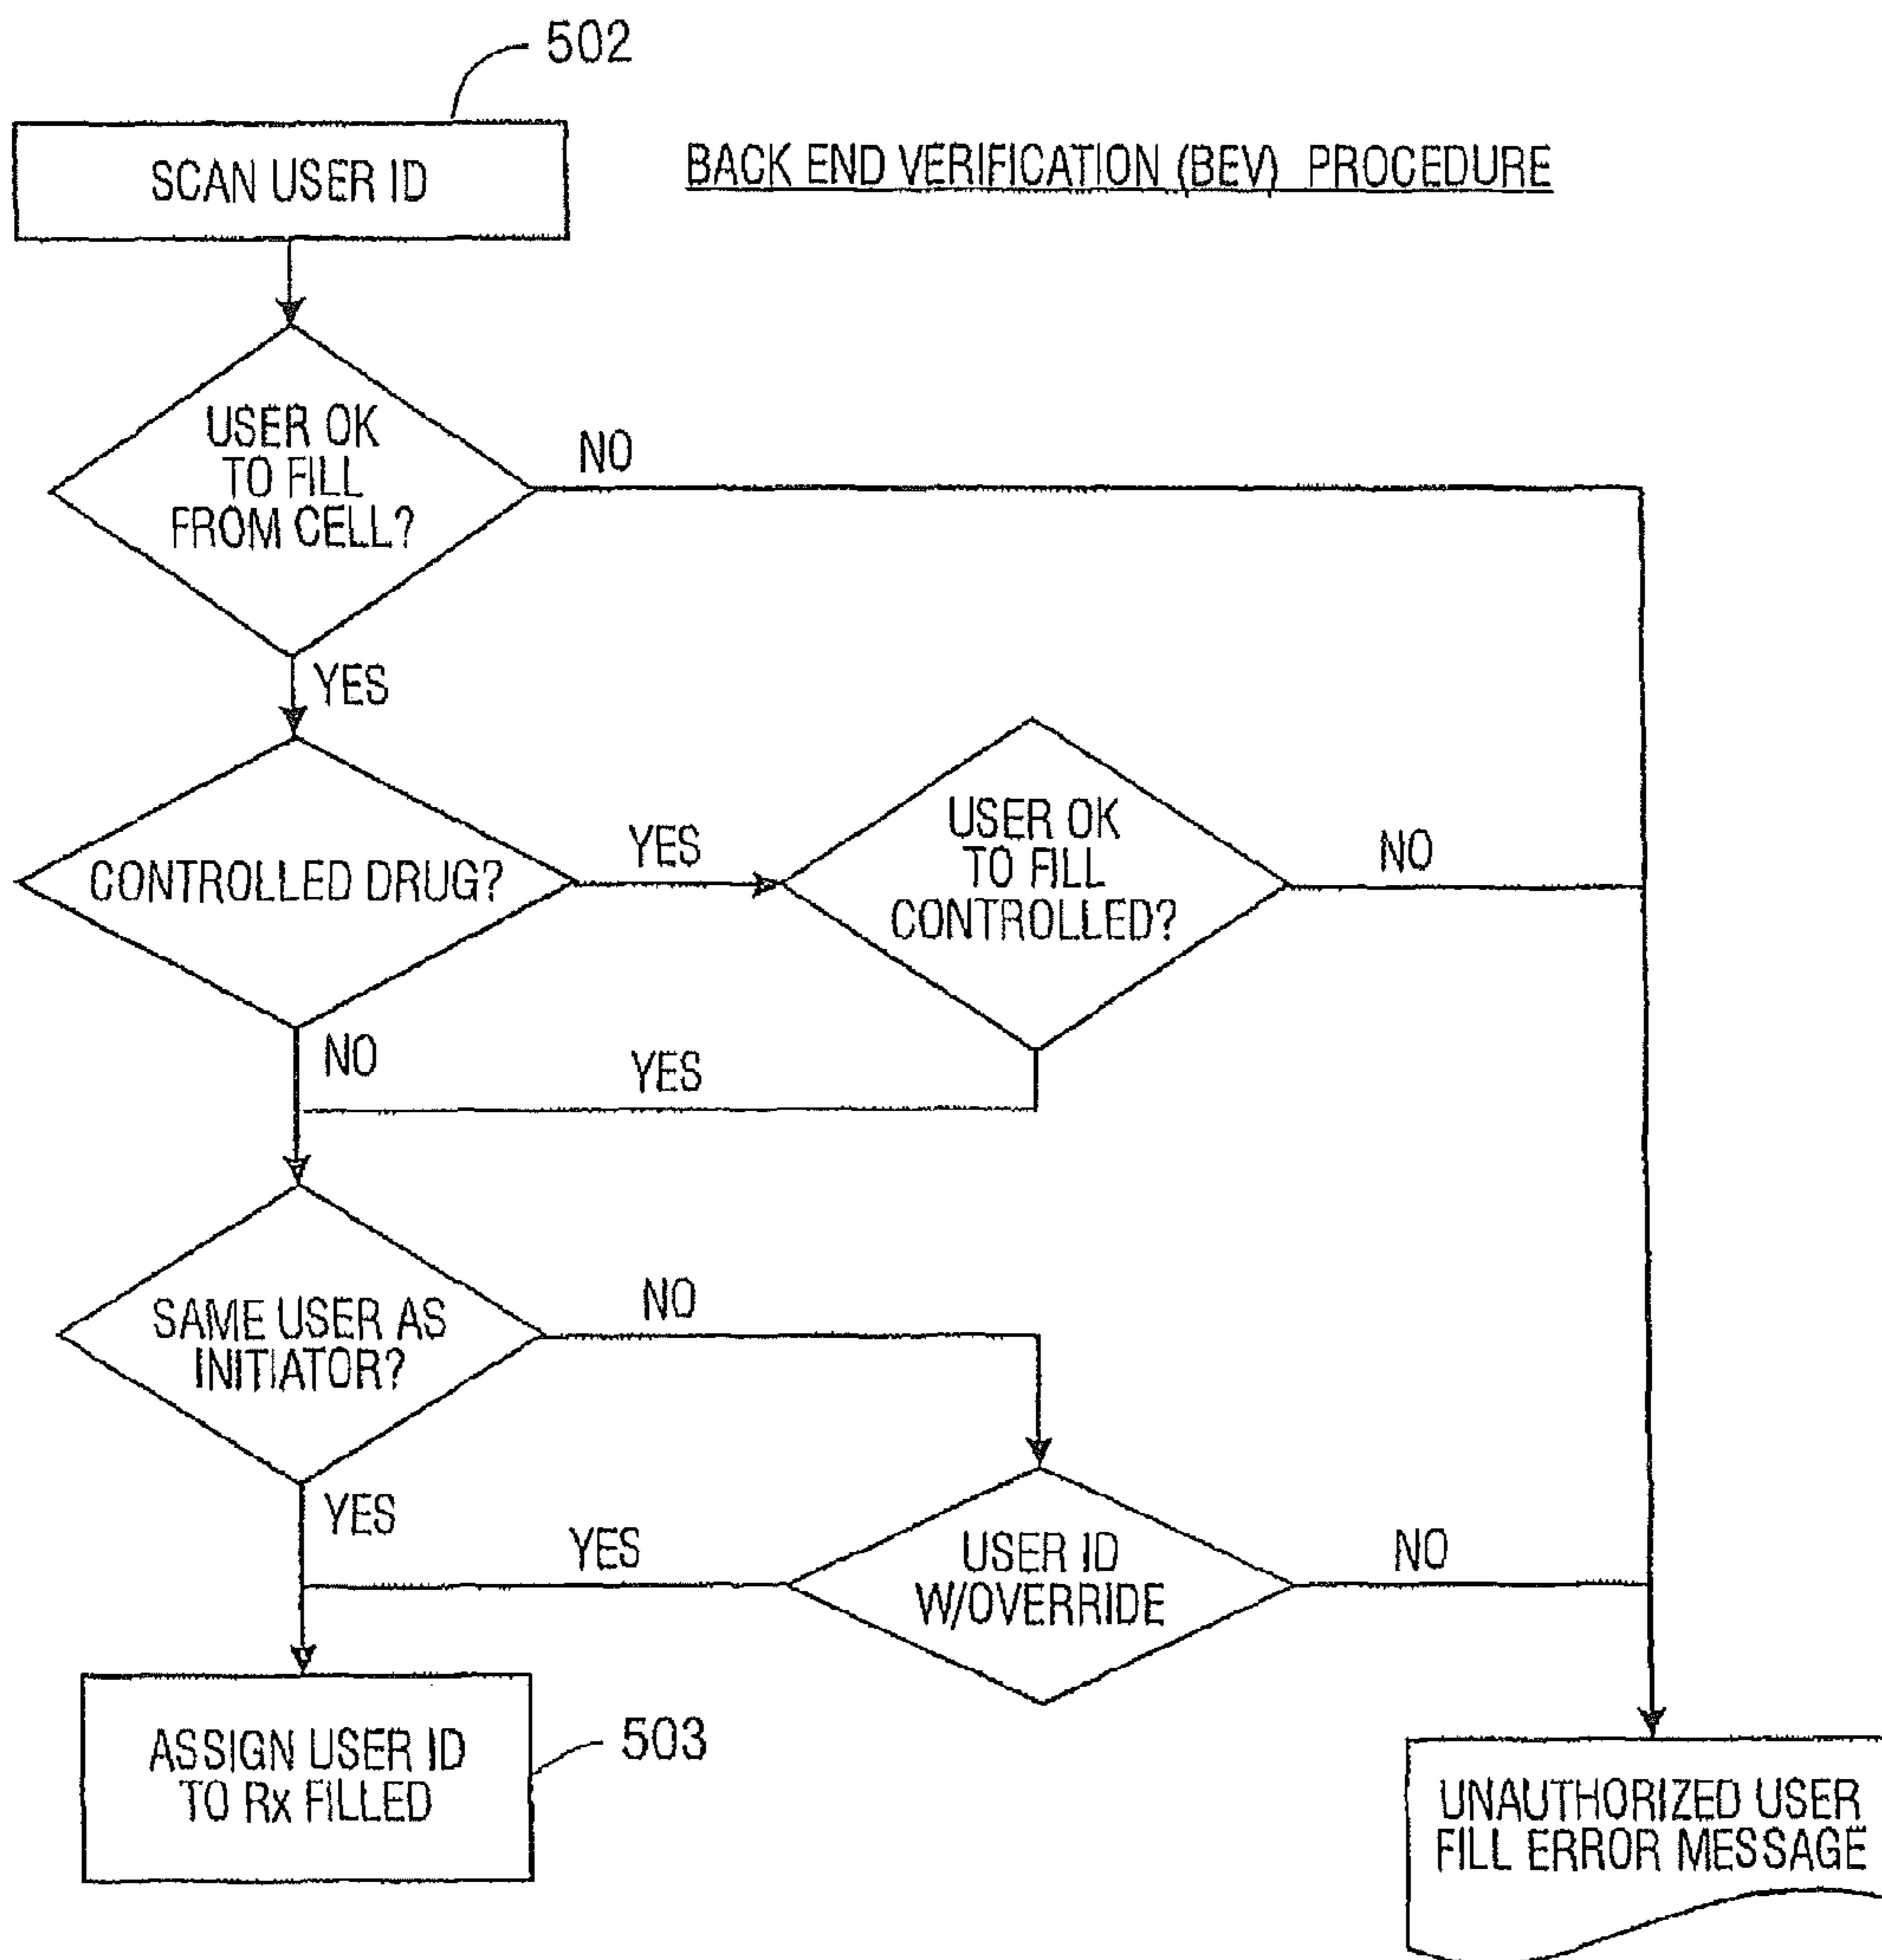 502
SCAN USER ID
BACK END VERIFICATION (BEV) PROCEDURE
USER OK
TO FILL
FROM CELL?
NO
YES
CONTROLLED DRUG?
YES
USER OK
TO FILL
CONTROLLED?
NO
NO
YES
SAME USER AS
INITIATOR?
NO
YES
YES
USER ID
W/OVERRIDE
NO
ASSIGN USER ID
TO Rx FILLED
503
UNAUTHORIZED USER
FILL ERROR MESSAGE